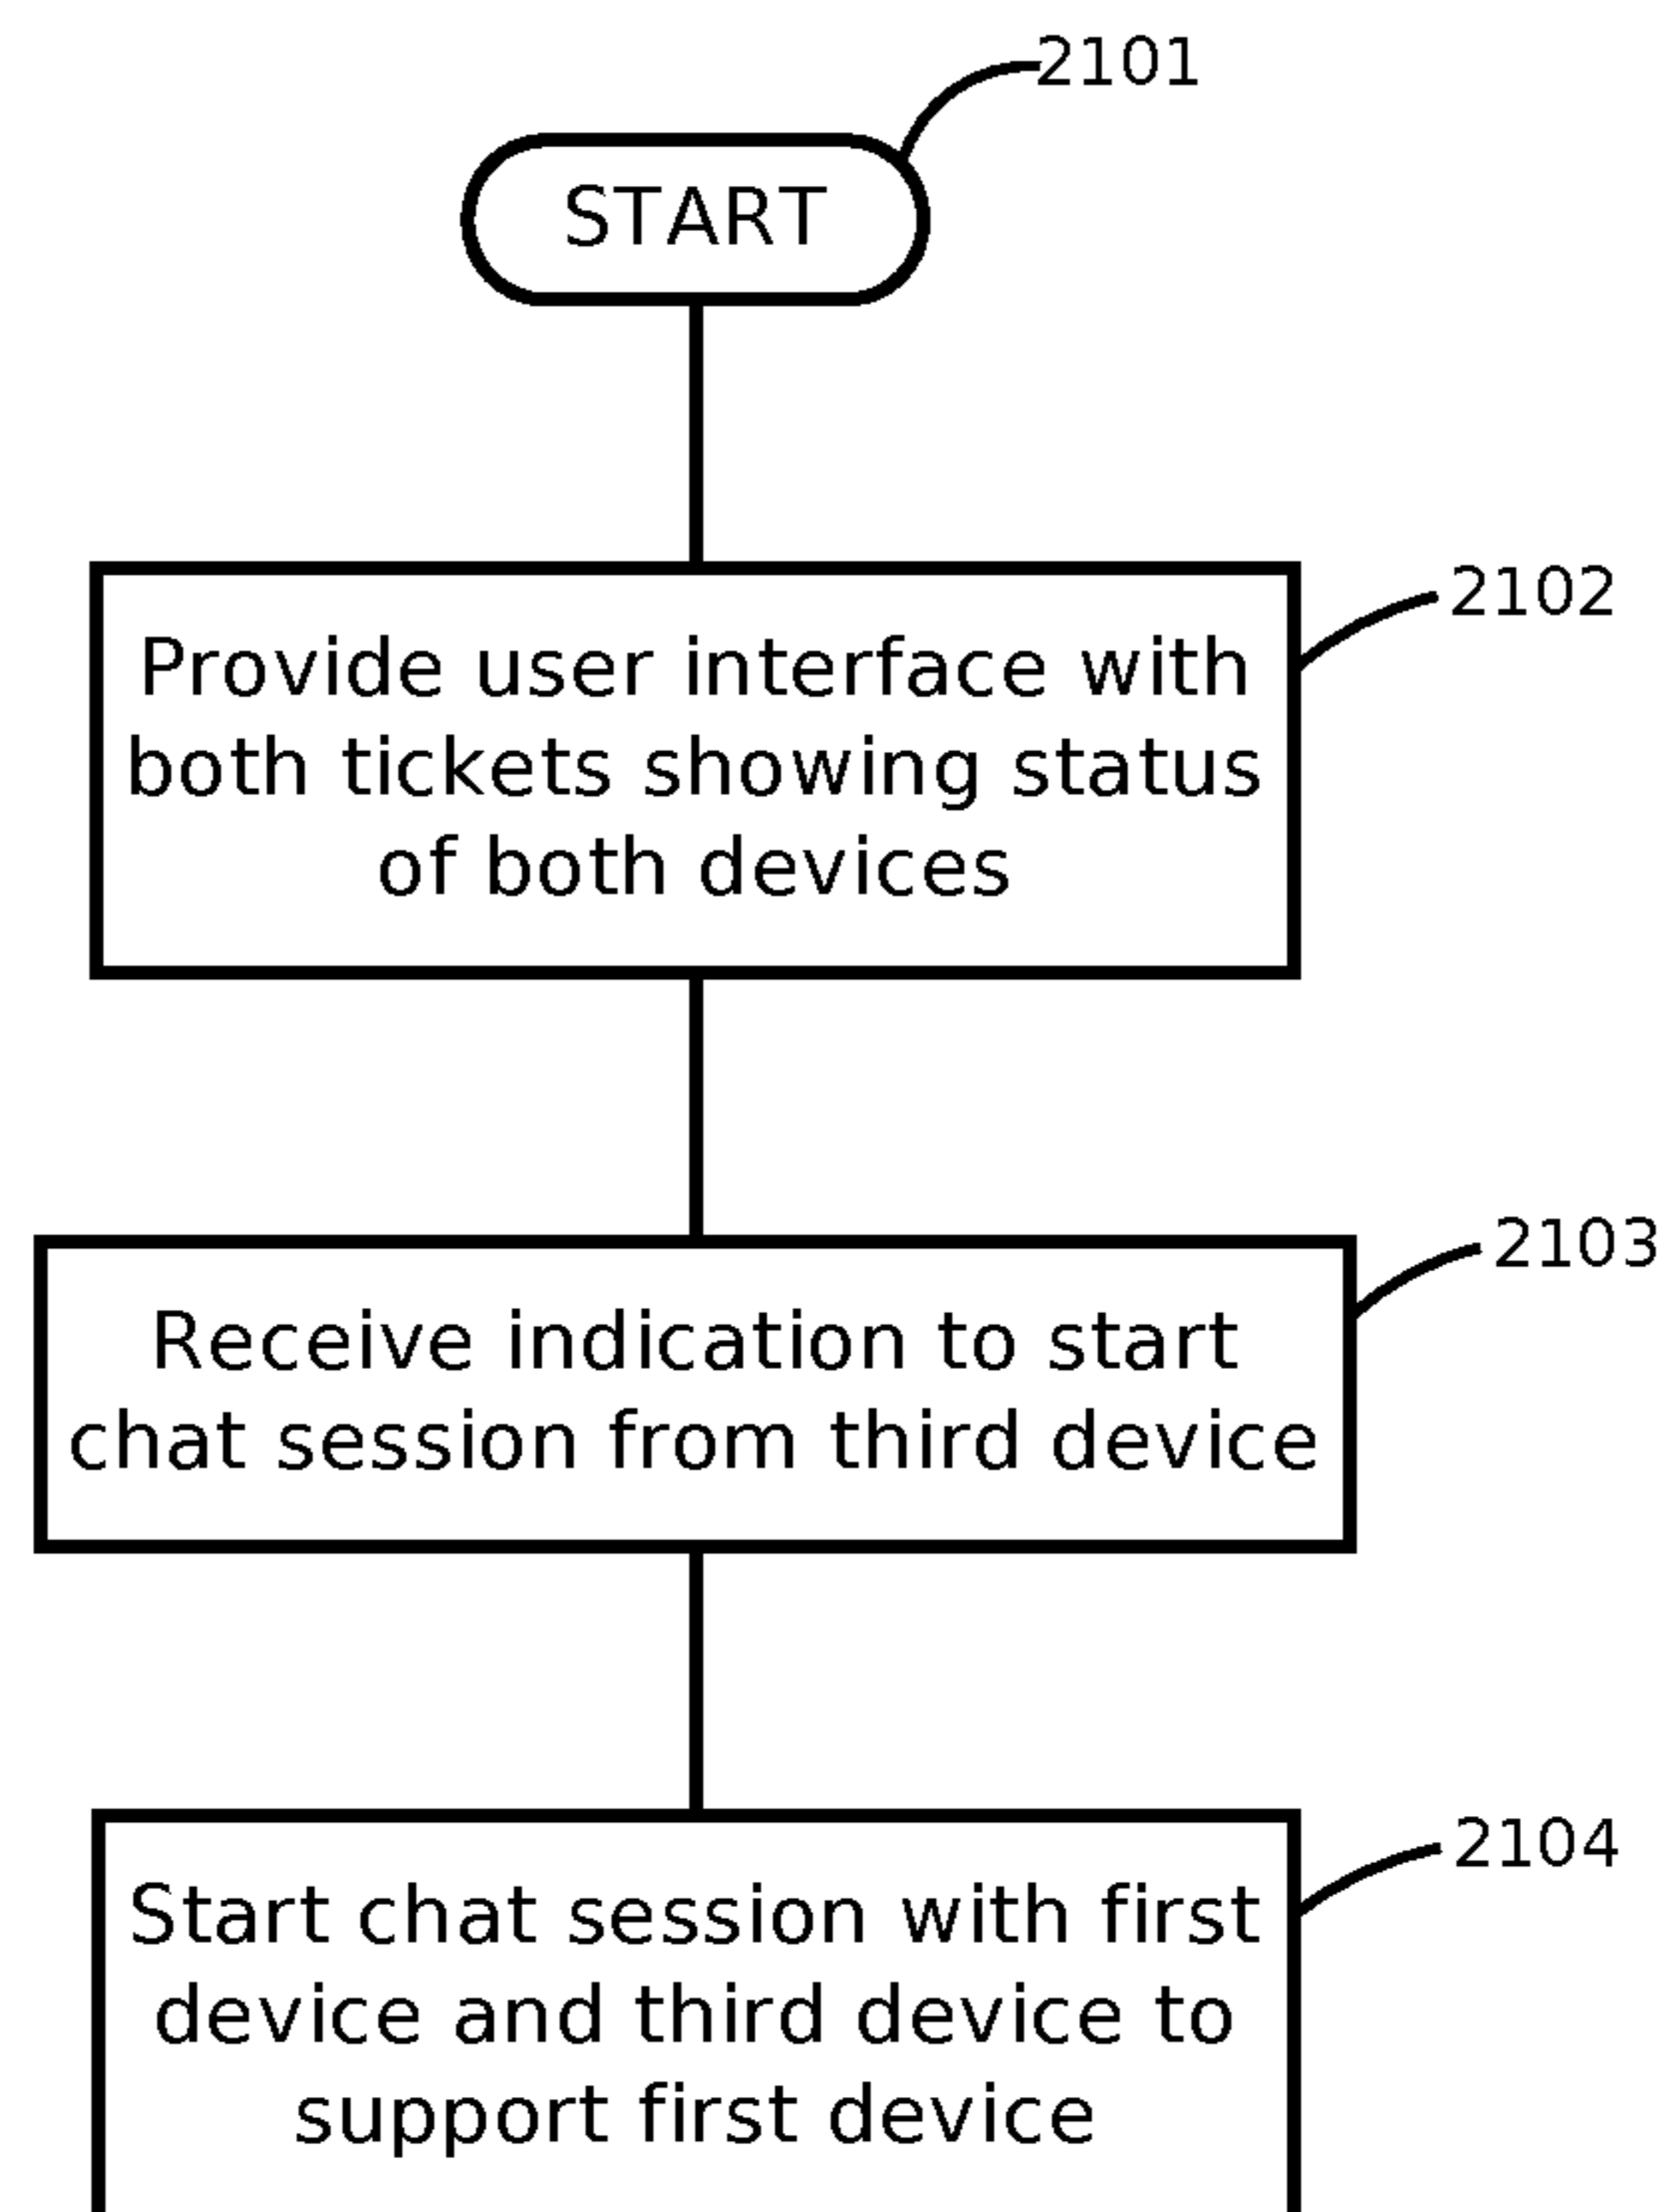 2101
START
2102
Provide user interface with
both tickets showing status
of both devices
2103
Receive indication to start
chat session from third device
2104
Start chat session with first
device and third device to
support first device